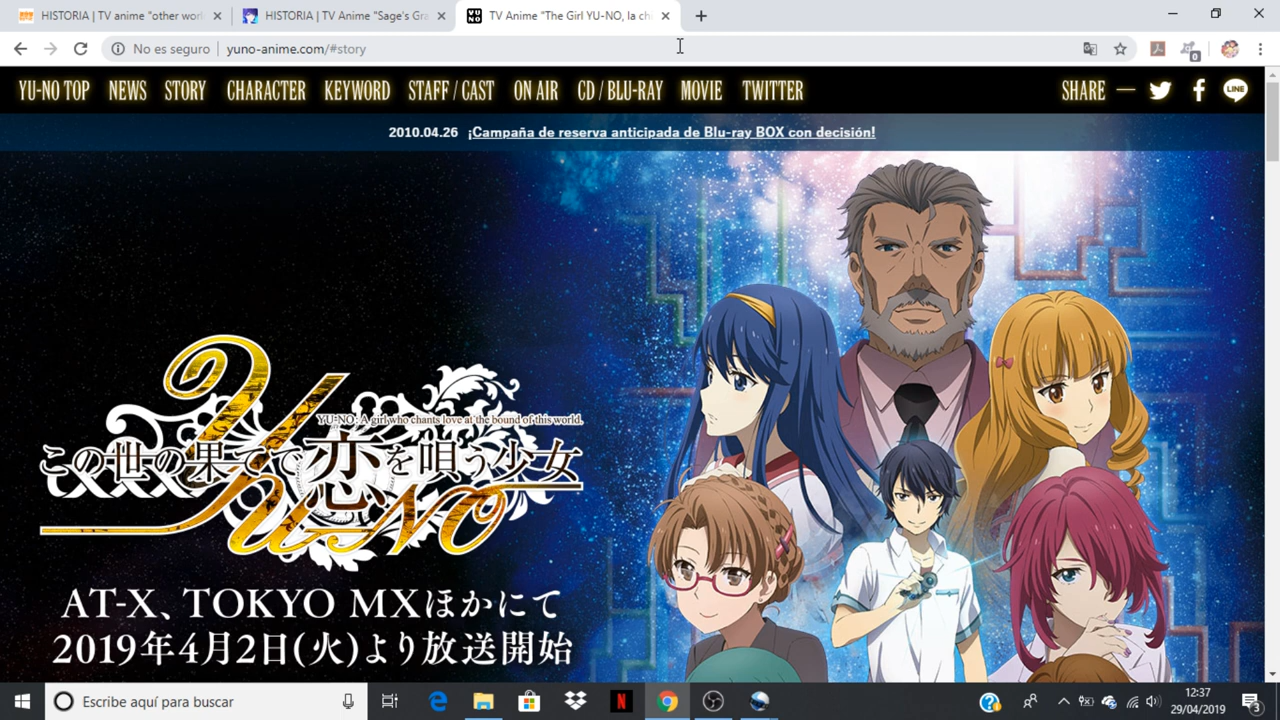 HISTORIA | TV anime "other worl
HISTORIA | TV Anime "Sage's Gra
TV Anime "The Girl YU-NO, la ch
No es seguro | yuno-anime.com/#story
YU-NO TOP NEWS STORY CHARACTER KEYWORD STAFF / CAST ON AIR CD / BLU-RAY MOVIE TWITTER SHARE LINE
2010.04.26 ¡Campaña de reserva anticipada de Blu-ray BOX con decisión!
YU-NO: A girl who chants love at the bound of this world.
この世の果てで恋を唄う少女
YU-NO
AT-X、TOKYO MXほかにて
2019年4月2日(火)より放送開始
Escribe aquí para buscar
12:37
29/04/2019
3